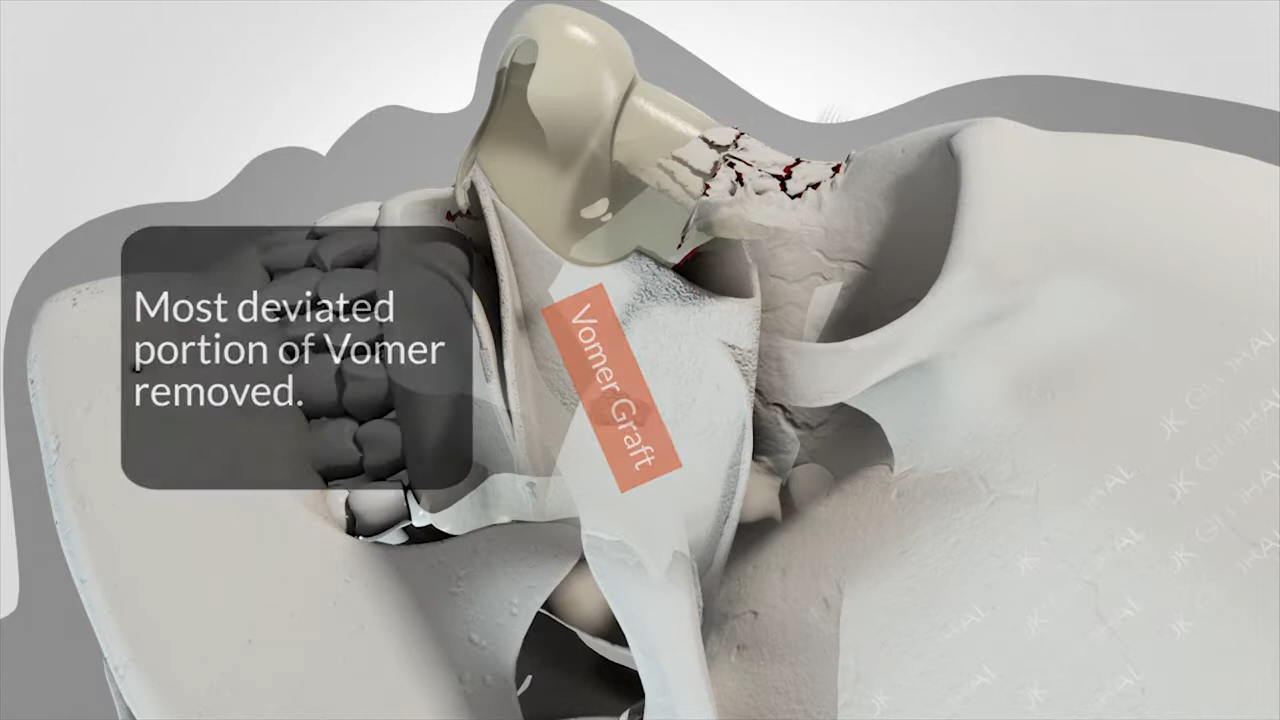 Most deviated
portion of Vomer
removed.
Vomer Graft